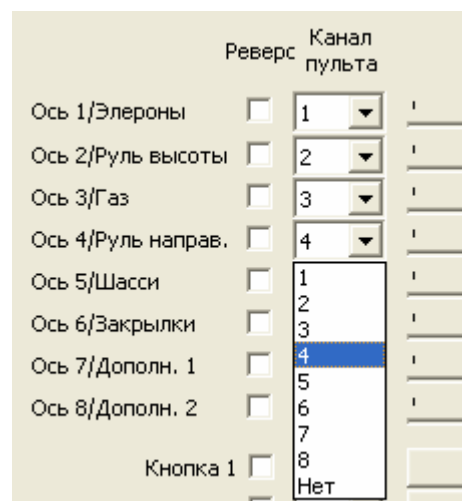 Реверс Канал пульта
Ось 1/Элероны 1
Ось 2/Руль высоты 2
Ось 3/Газ 3
Ось 4/Руль направ. 4
Ось 5/Шасси 1
2
Ось 6/Закрылки 3
4
Ось 7/Дополн. 1 5
Ось 8/Дополн. 2 6
7
Кнопка 1 8
Нет